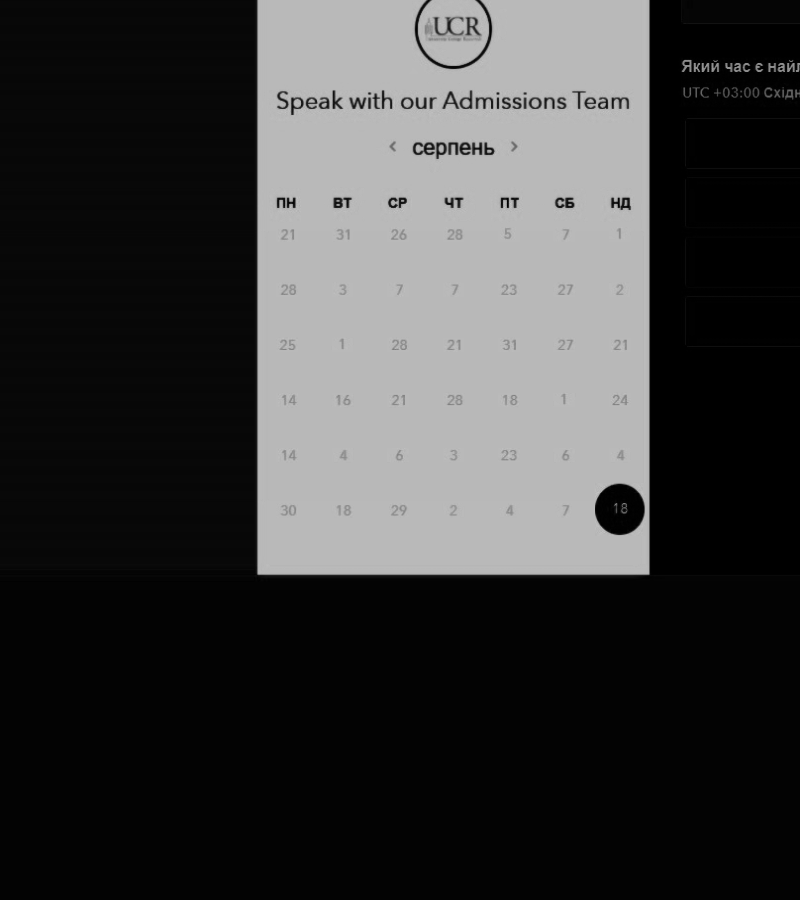 UCR
Speak with our Admissions Team
< серпень >
ПН ВТ СР ЧТ ПТ СБ НД
21 31 26 28 5 7 1
28 3 7 7 23 27 2
25 1 28 21 31 27 21
14 16 21 28 18 1 24
14 4 6 3 23 6 4
30 18 29 2 4 7 18
Який час є найл
UTC +03:00 Східн